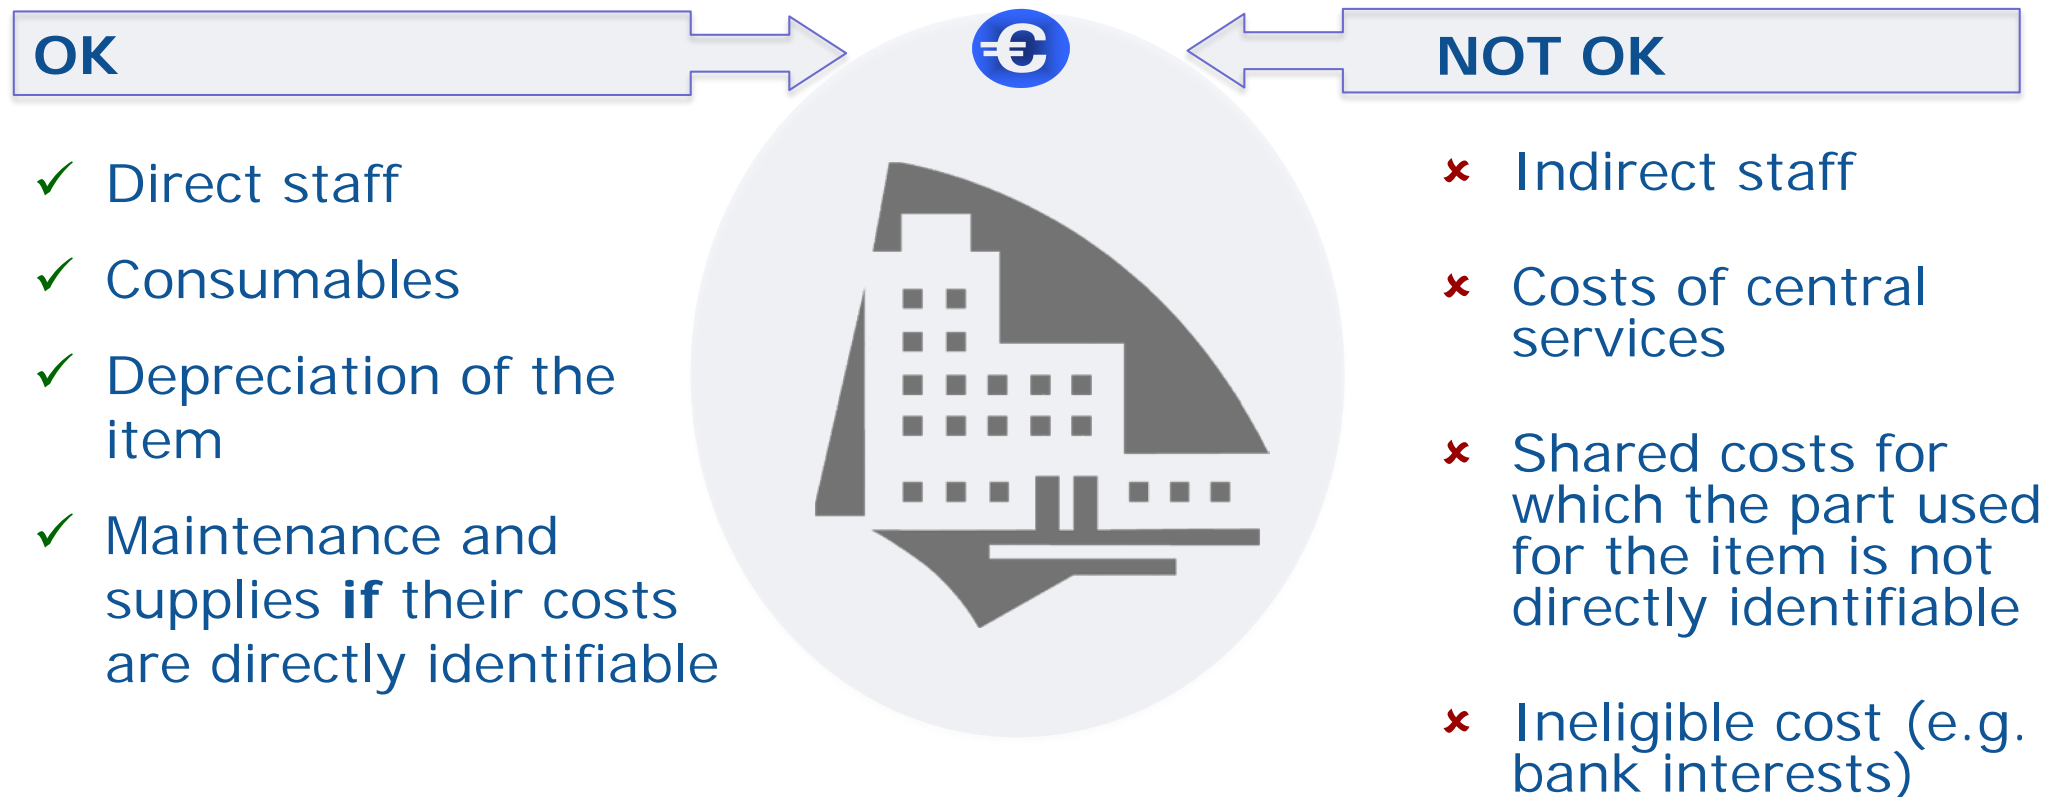 OK
Direct staff
Consumables
Depreciation of the
item
Maintenance and
supplies if their costs
are directly identifiable
€
NOT OK
Indirect staff
Costs of central
services
Shared costs for
which the part used
for the item is not
directly identifiable
Ineligible cost (e.g.
bank interests)